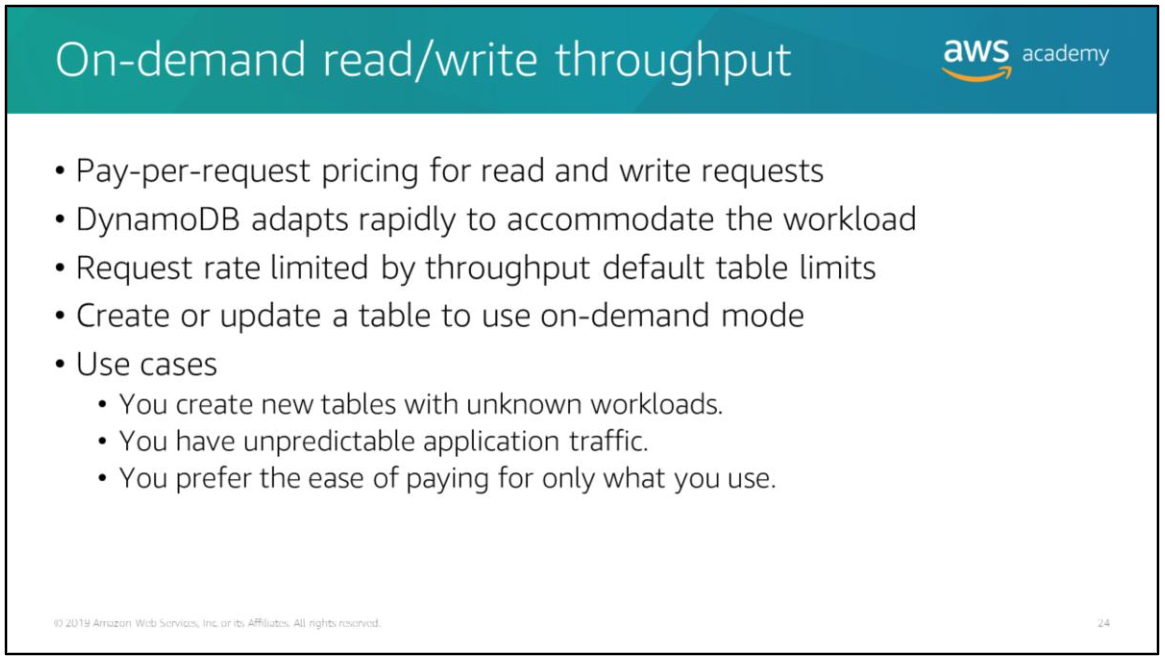 On-demand read/write throughput
aws academy
• Pay-per-request pricing for read and write requests
• DynamoDB adapts rapidly to accommodate the workload
• Request rate limited by throughput default table limits
• Create or update a table to use on-demand mode
• Use cases
• You create new tables with unknown workloads.
• You have unpredictable application traffic.
• You prefer the ease of paying for only what you use.
© 2019 Amazon Web Services, Inc. or its Affiliates. All rights reserved.
24